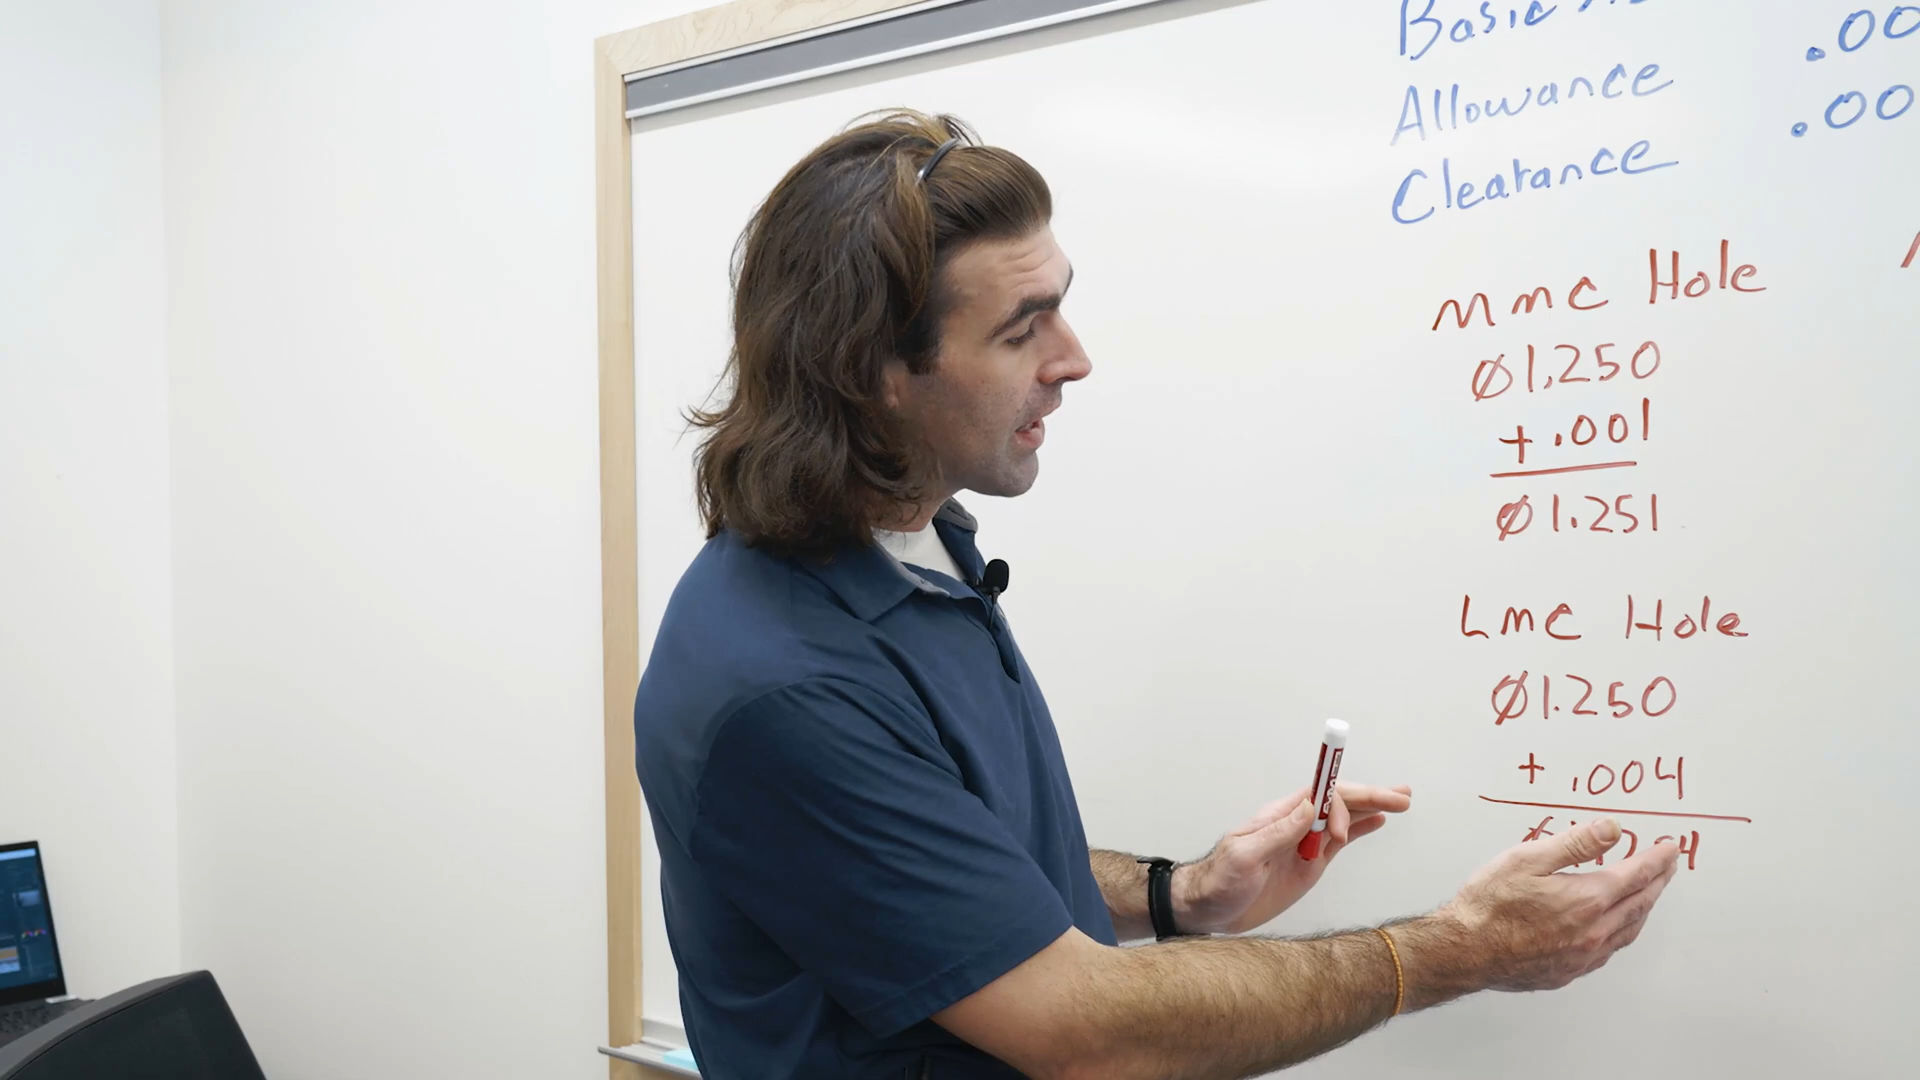 Basic
.00
Allowance
.00
Clearance
MMC Hole
Ø1.250
+.001
Ø1.251
LMC Hole
Ø1.250
+ .004